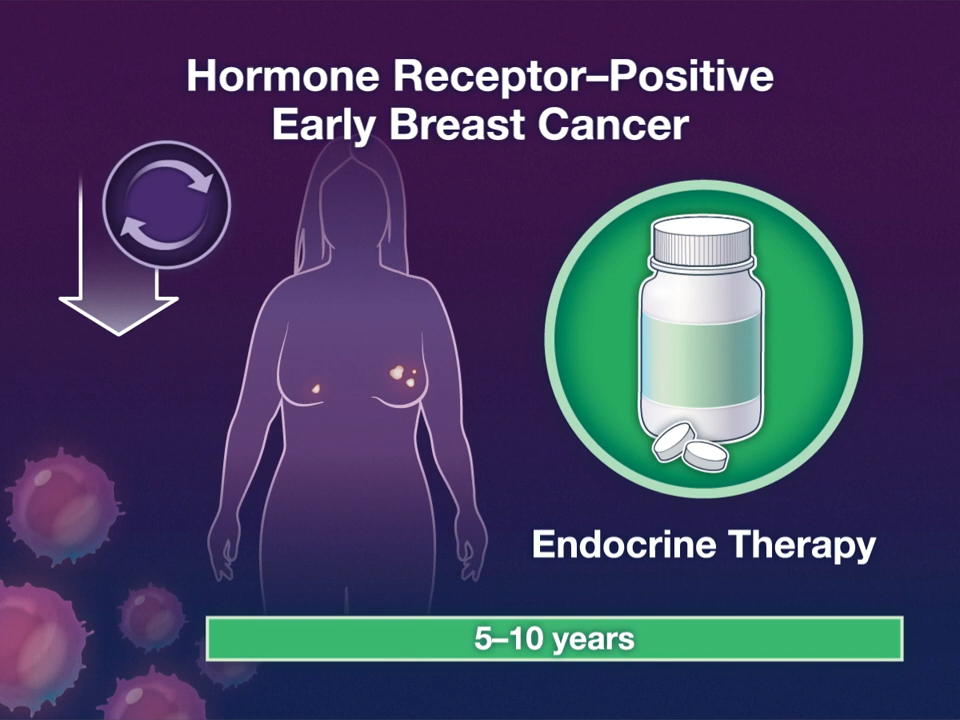 Hormone Receptor–Positive
Early Breast Cancer
Endocrine Therapy
5–10 years